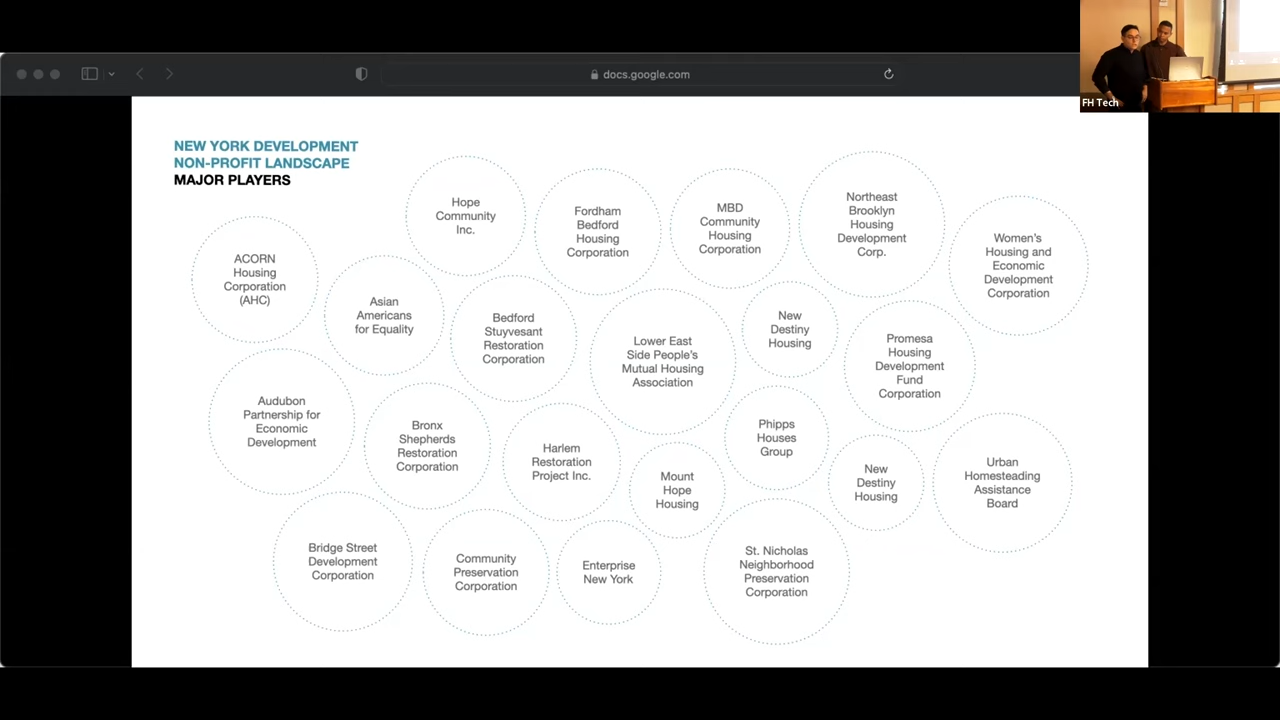 docs.google.com
FH Tech
NEW YORK DEVELOPMENT
NON-PROFIT LANDSCAPE
MAJOR PLAYERS
Hope
Community
Inc.
Fordham
Bedford
Housing
Corporation
MBD
Community
Housing
Corporation
Northeast
Brooklyn
Housing
Development
Corp.
Women's
Housing and
Economic
Development
Corporation
ACORN
Housing
Corporation
(AHC)
Asian
Americans
for Equality
Bedford
Stuyvesant
Restoration
Corporation
Lower East
Side People's
Mutual Housing
Association
New
Destiny
Housing
Promesa
Housing
Development
Fund
Corporation
Audubon
Partnership for
Economic
Development
Bronx
Shepherds
Restoration
Corporation
Harlem
Restoration
Project Inc.
Mount
Hope
Housing
Phipps
Houses
Group
New
Destiny
Housing
Urban
Homesteading
Assistance
Board
Bridge Street
Development
Corporation
Community
Preservation
Corporation
Enterprise
New York
St. Nicholas
Neighborhood
Preservation
Corporation